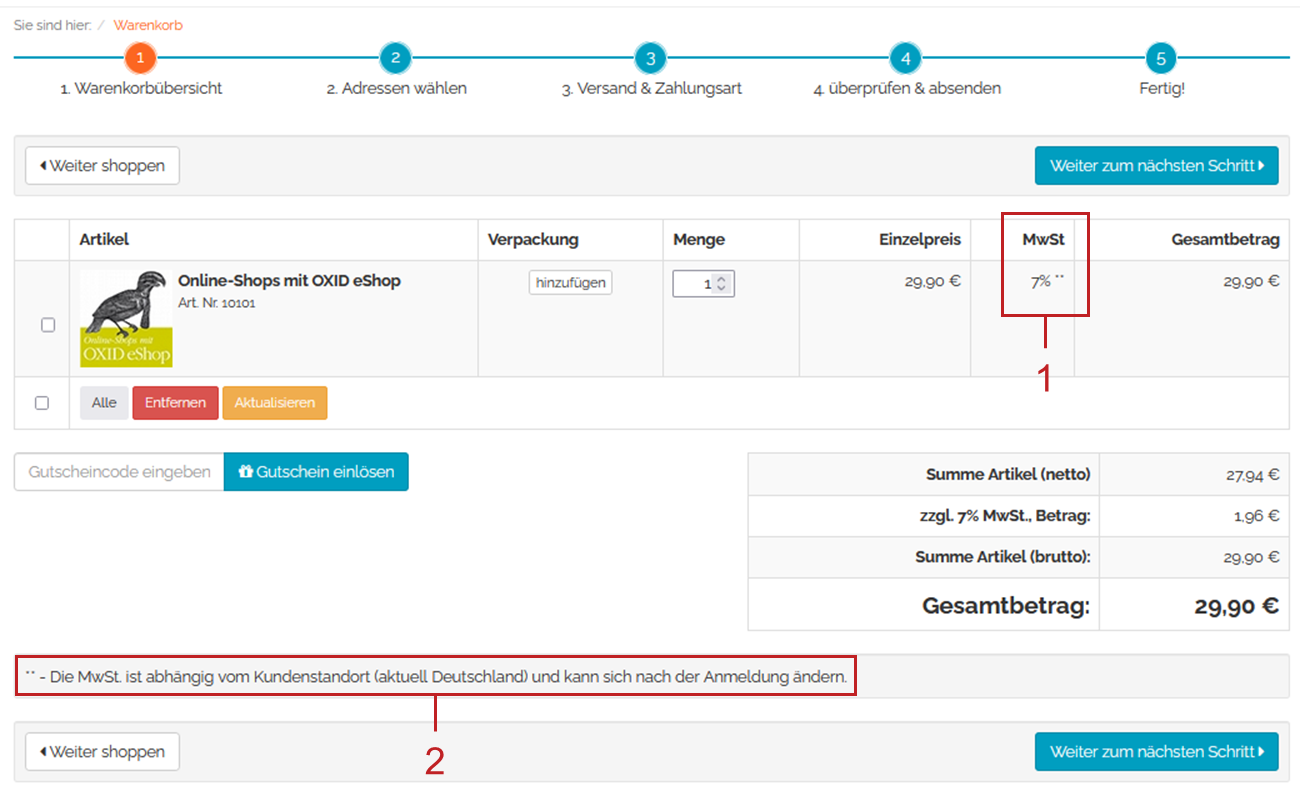 Sie sind hier: / Warenkorb
1 2 3 4 5
1. Warenkorbübersicht 2. Adressen wählen 3. Versand & Zahlungsart 4. überprüfen & absenden Fertig!
Weiter shoppen Weiter zum nächsten Schritt
Artikel Verpackung Menge Einzelpreis MwSt Gesamtbetrag
Online-Shops mit OXID eShop hinzufügen 1 29,90 € 7% ** 29,90 €
Art. Nr. 10101
Online-Shops mit
OXID eShop
1
Alle Entfernen Aktualisieren
Gutscheincode eingeben Gutschein einlösen
Summe Artikel (netto) 27,94 €
zzgl. 7% MwSt., Betrag: 1,96 €
Summe Artikel (brutto): 29,90 €
Gesamtbetrag: 29,90 €
** - Die MwSt. ist abhängig vom Kundenstandort (aktuell Deutschland) und kann sich nach der Anmeldung ändern.
2
Weiter shoppen Weiter zum nächsten Schritt